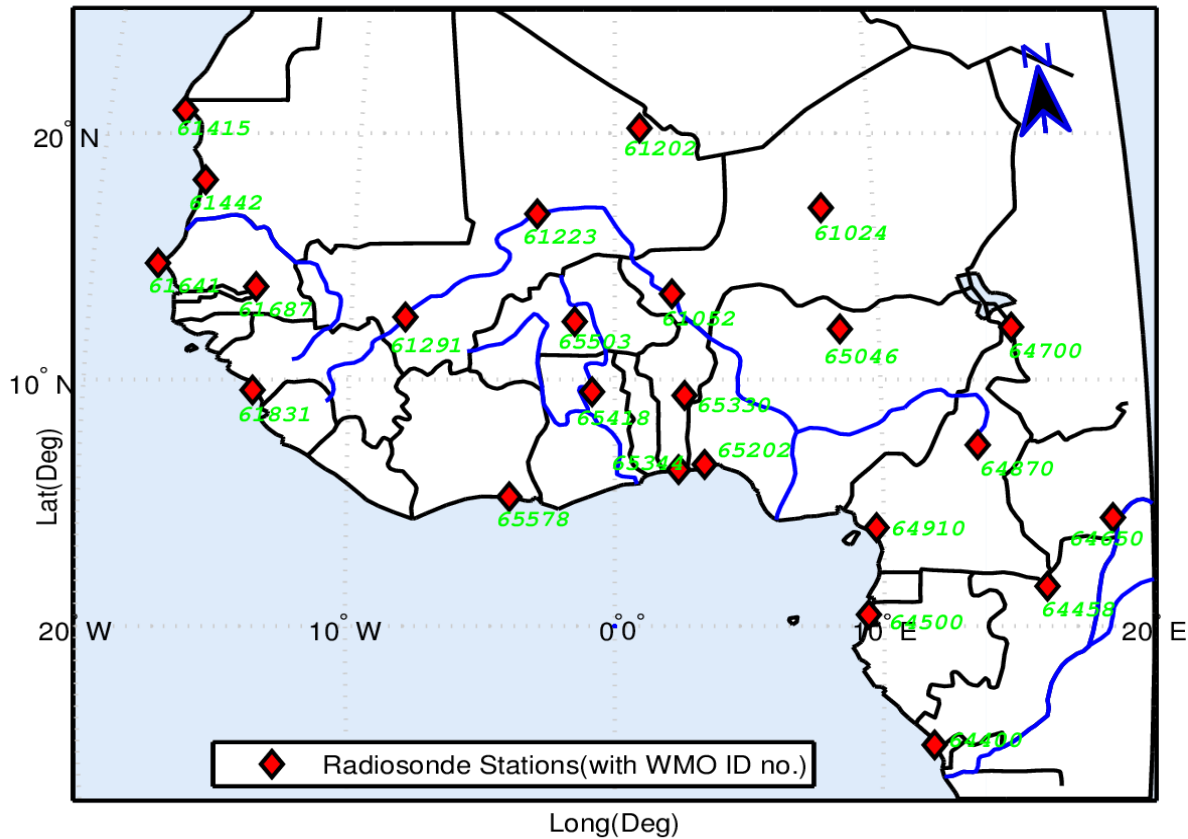 N
61415
20° N
61202
61442
61223
61024
61641
61687
61052
61291
65503
65046
64700
10° N
61831
65418
65330
65344
65202
64870
Lat(Deg)
65578
64910
64650
64458
20° W
10° W
0.0°
64500
10° E
20° E
64400
Radiosonde Stations(with WMO ID no.)
Long(Deg)